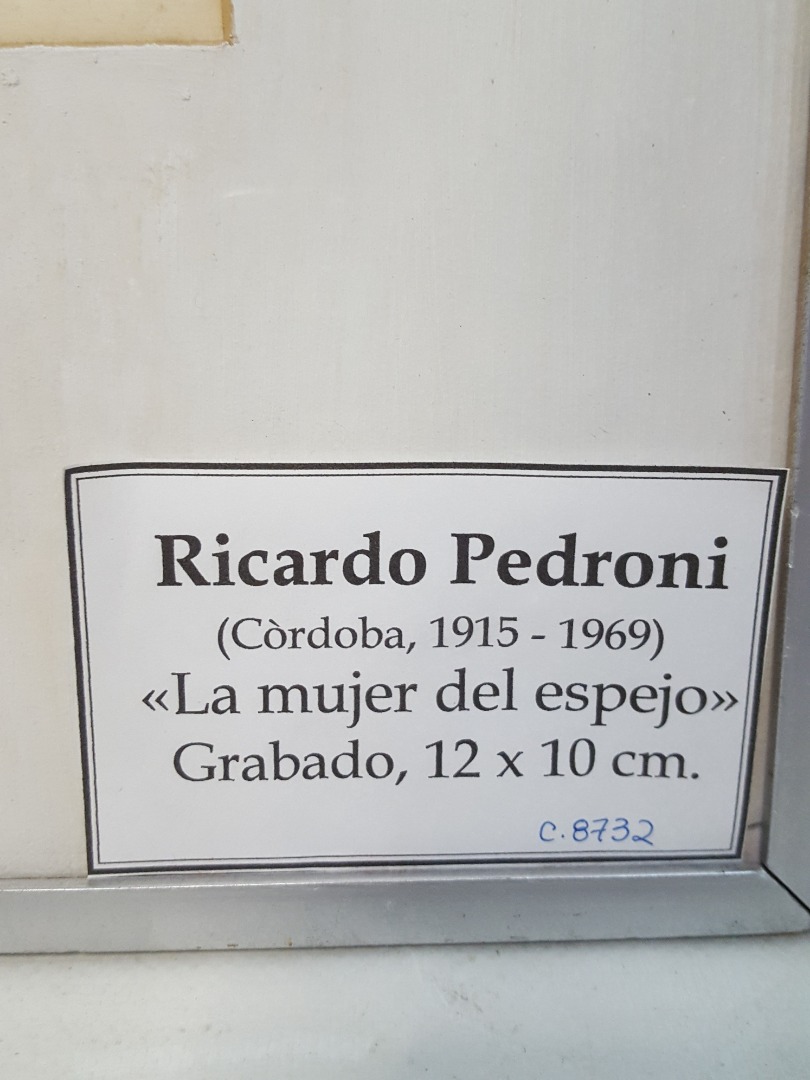 Ricardo Pedroni
(Còrdoba, 1915 - 1969)
«La mujer del espejo»
Grabado, 12 x 10 cm.
C.8732